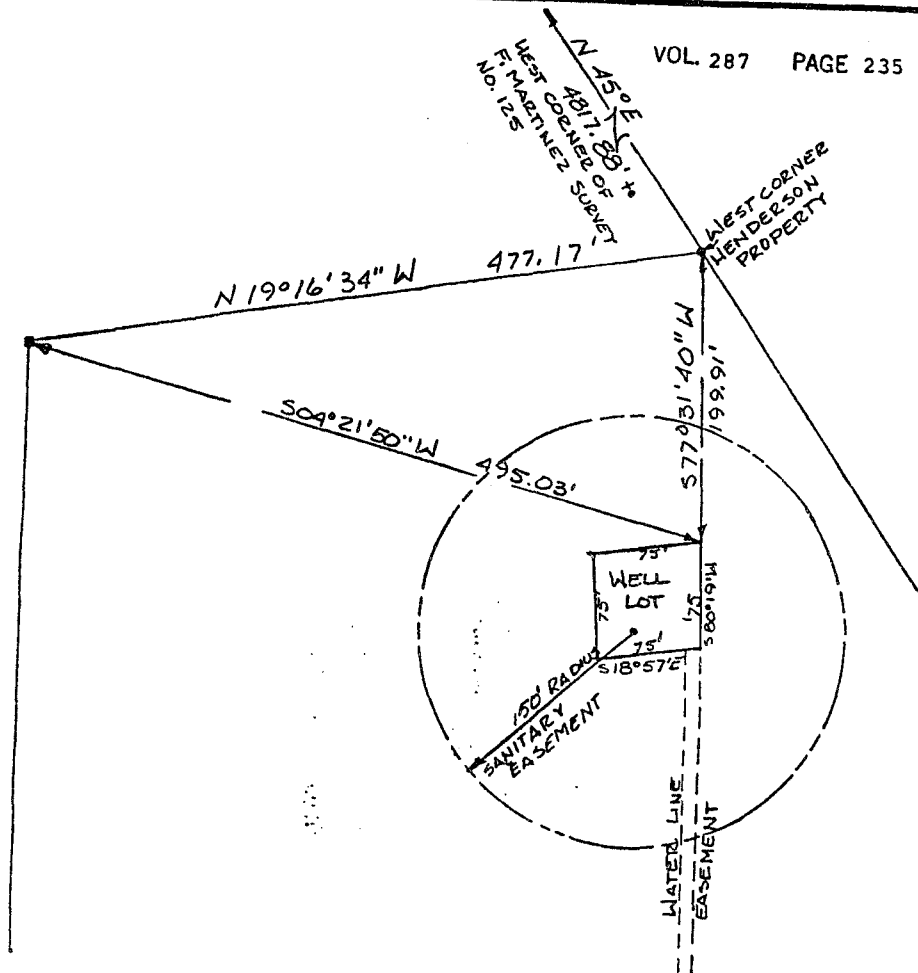 VOL. 287 PAGE 235
N 45° E
4817.88' to
WEST CORNER OF
F. MARTINEZ SURVEY
NO. 125
WEST CORNER
HENDERSON
PROPERTY
N 19°16'34" W 477.17'
S77°31'40" W
199.91'
S04°21'50" W 495.03'
75'
WELL
LOT
75'
75'
S80°19'W
75'
S18°57'E
150' RADIUS
SANITARY
EASEMENT
WATER LINE
EASEMENT